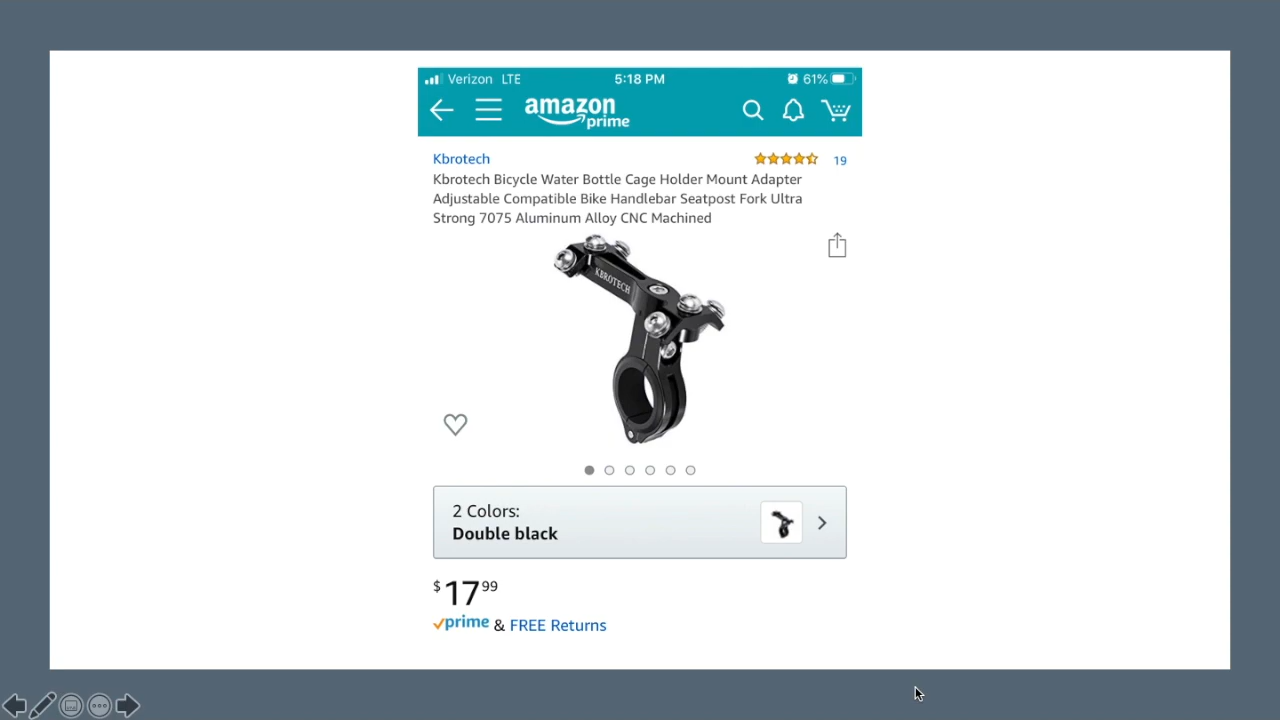 Verizon LTE 5:18 PM 61%
amazon
prime
Kbrotech 19
Kbrotech Bicycle Water Bottle Cage Holder Mount Adapter
Adjustable Compatible Bike Handlebar Seatpost Fork Ultra
Strong 7075 Aluminum Alloy CNC Machined
KBROTECH
2 Colors:
Double black
$1799
prime & FREE Returns